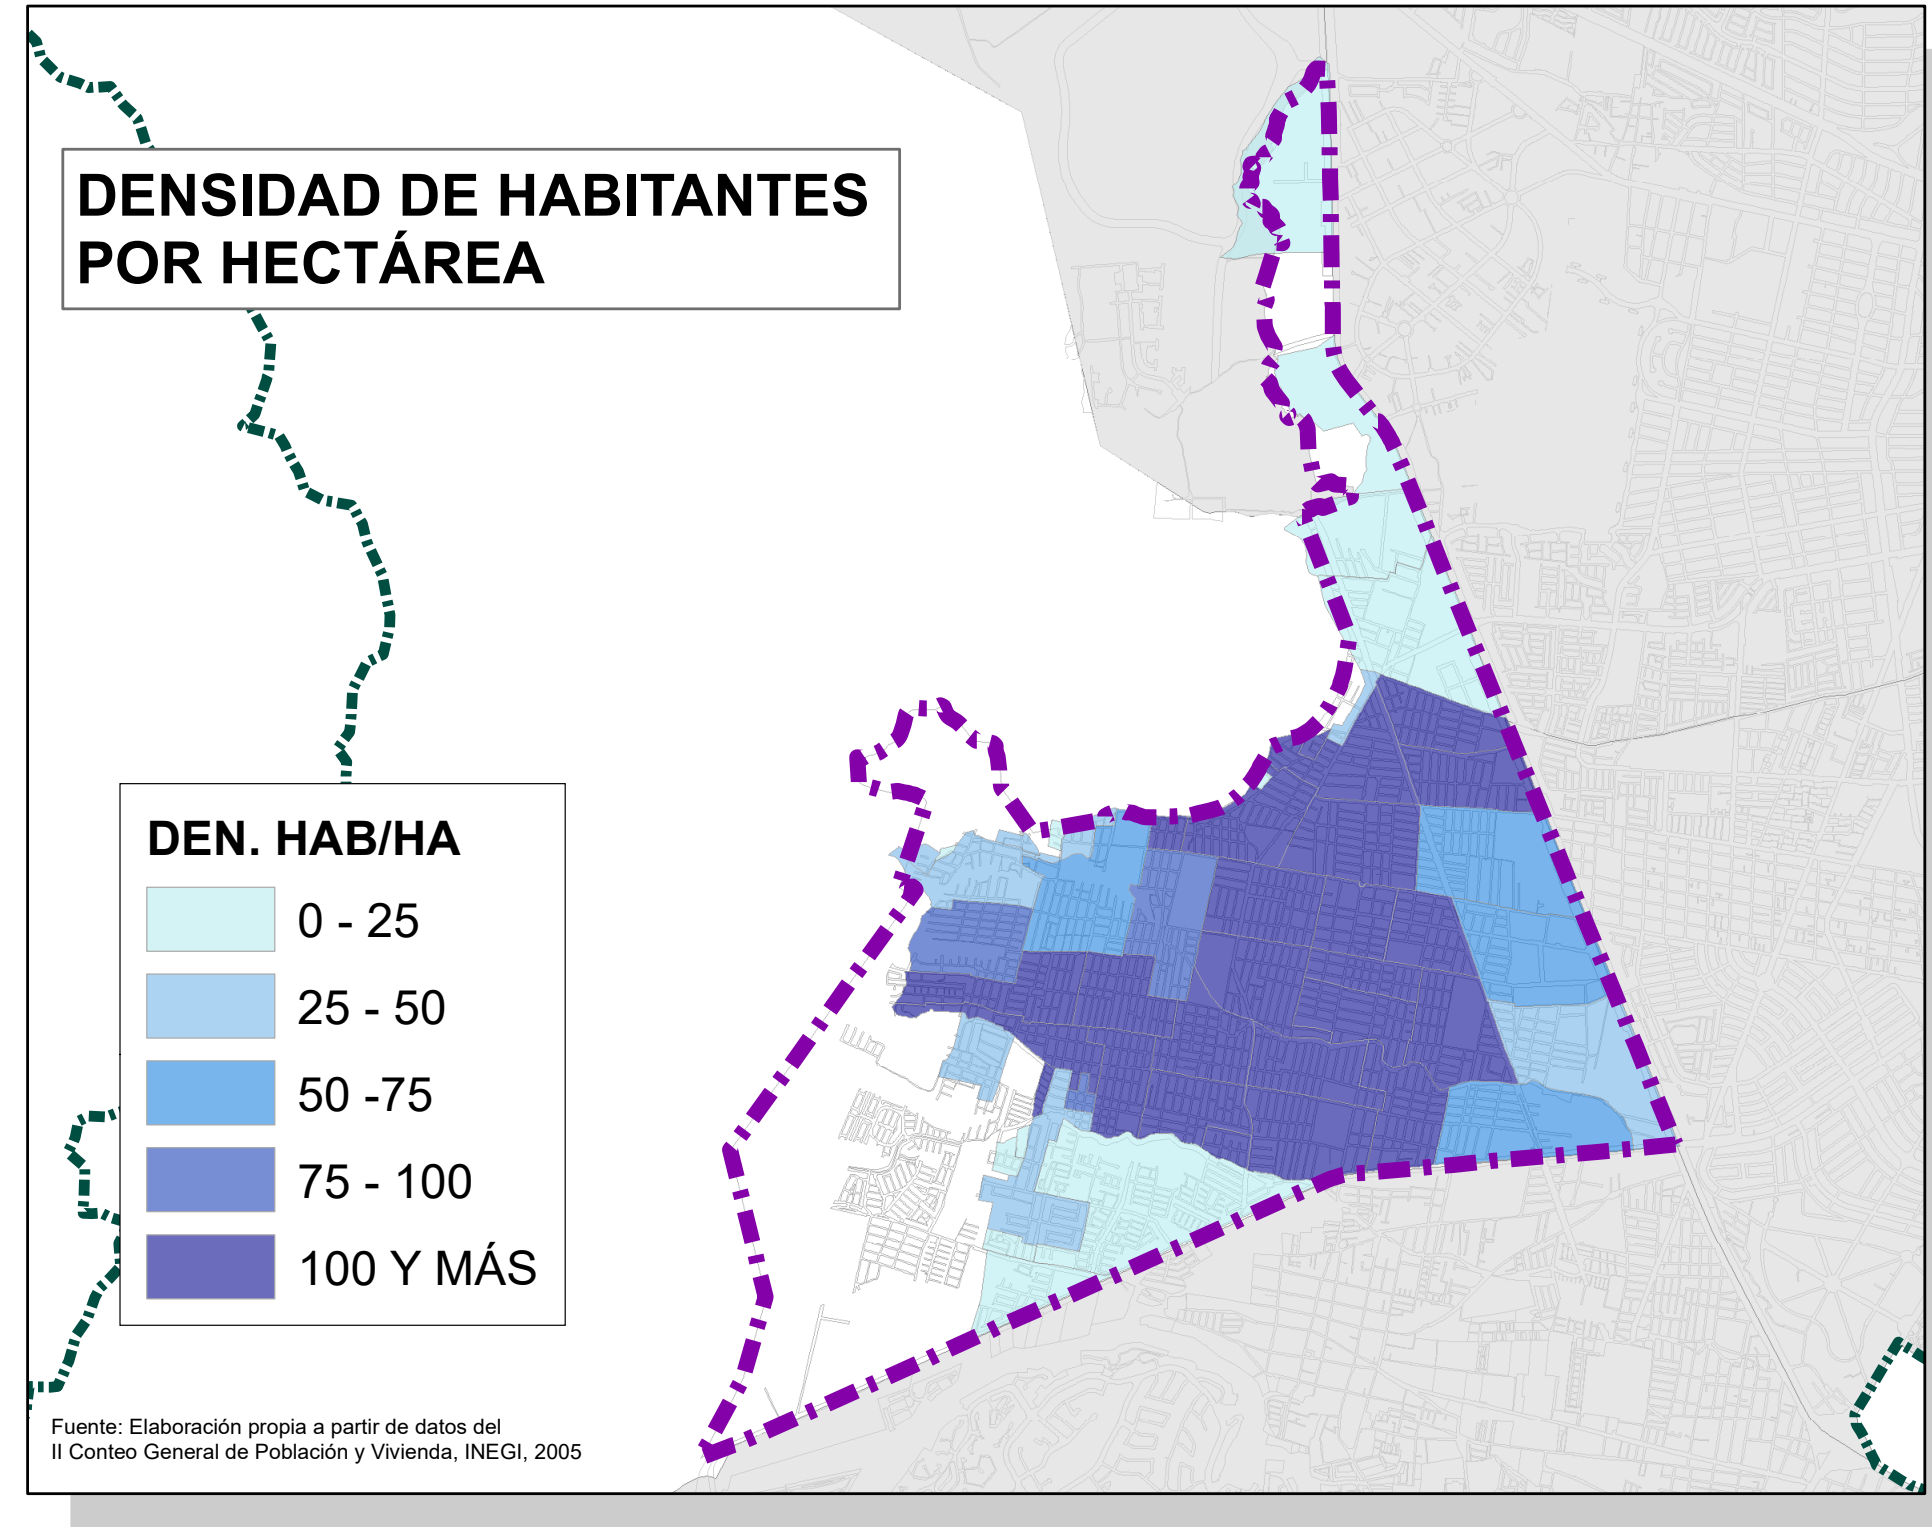 DENSIDAD DE HABITANTES
POR HECTÁREA
DEN. HAB/HA
0 - 25
25 - 50
50 -75
75 - 100
100 Y MÁS
Fuente: Elaboración propia a partir de datos del
II Conteo General de Población y Vivienda, INEGI, 2005